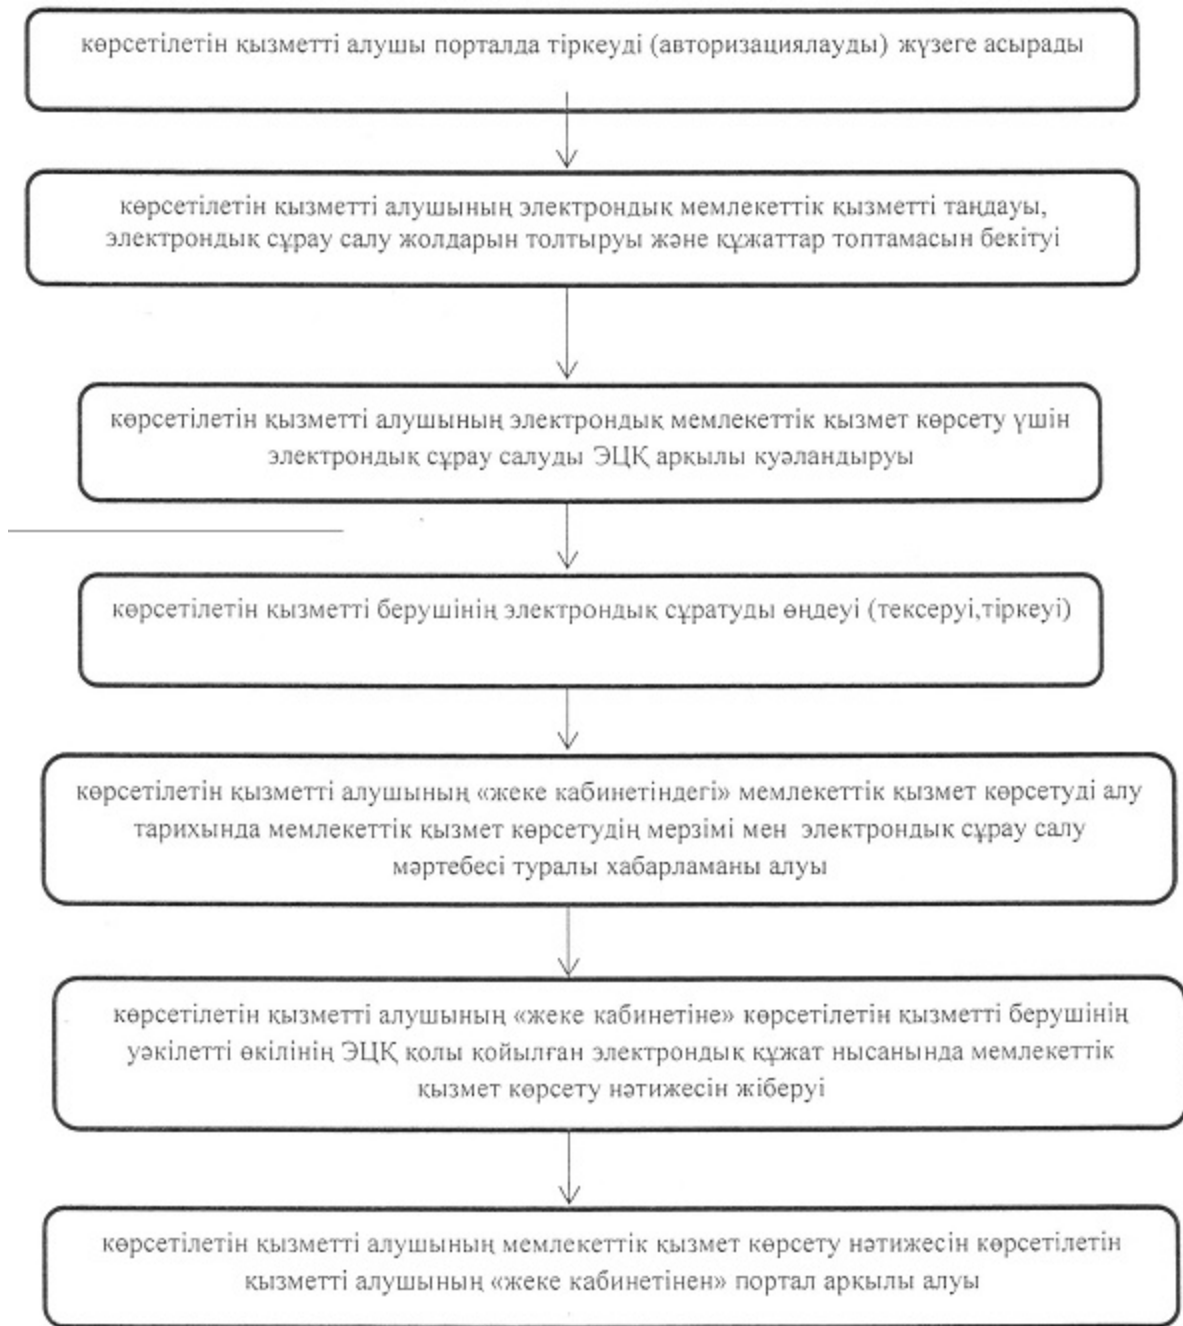 көрсетілетін қызметті алушы порталда тіркеуді (авторизациялауды) жүзеге асырады
көрсетілетін қызметті алушының электрондық мемлекеттік қызметті таңдауы,
электрондық сұрау салу жолдарын толтыруы және құжаттар топтамасын бекітуі
көрсетілетін қызметті алушының электрондық мемлекеттік қызмет көрсету үшін
электрондық сұрау салуды ЭЦҚ арқылы куәландыруы
көрсетілетін қызметті берушінің электрондық сұратуды өңдеуі (тексеруі,тіркеуі)
көрсетілетін қызметті алушының «жеке кабинетіндегі» мемлекеттік қызмет көрсетуді алу
тарихында мемлекеттік қызмет көрсетудің мерзімі мен электрондық сұрау салу
мәртебесі туралы хабарламаны алуы
көрсетілетін қызметті алушының «жеке кабинетіне» көрсетілетін қызметті берушінің
уәкілетті өкілінің ЭЦҚ қолы қойылған электрондық құжат нысанында мемлекеттік
қызмет көрсету нәтижесін жіберуі
көрсетілетін қызметті алушының мемлекеттік қызмет көрсету нәтижесін көрсетілетін
қызметті алушының «жеке кабинетінен» портал арқылы алуы